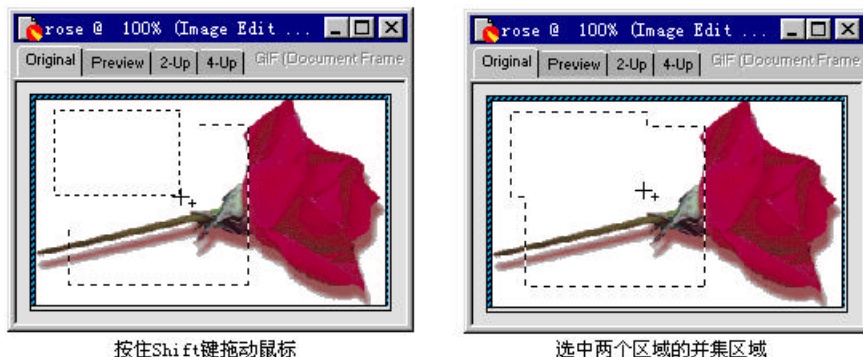 rose @ 100% (Image Edit ...
Original Preview 2-Up 4-Up GIF (Document Frame
按住Shift键拖动鼠标
rose @ 100% (Image Edit ...
Original Preview 2-Up 4-Up GIF (Document Frame
选中两个区域的并集区域